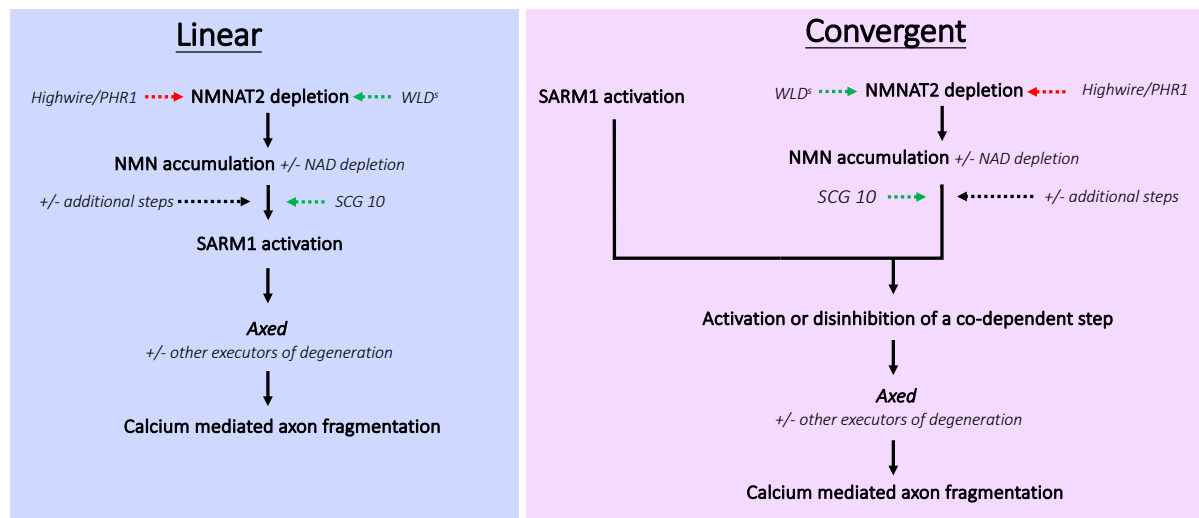 Linear
Highwire/PHR1 NMNAT2 depletion WLDˢ
NMN accumulation +/- NAD depletion
+/- additional steps SCG 10
SARM1 activation
Axed
+/- other executors of degeneration
Calcium mediated axon fragmentation
Convergent
SARM1 activation WLDˢ NMNAT2 depletion Highwire/PHR1
NMN accumulation +/- NAD depletion
SCG 10 +/- additional steps
Activation or disinhibition of a co-dependent step
Axed
+/- other executors of degeneration
Calcium mediated axon fragmentation